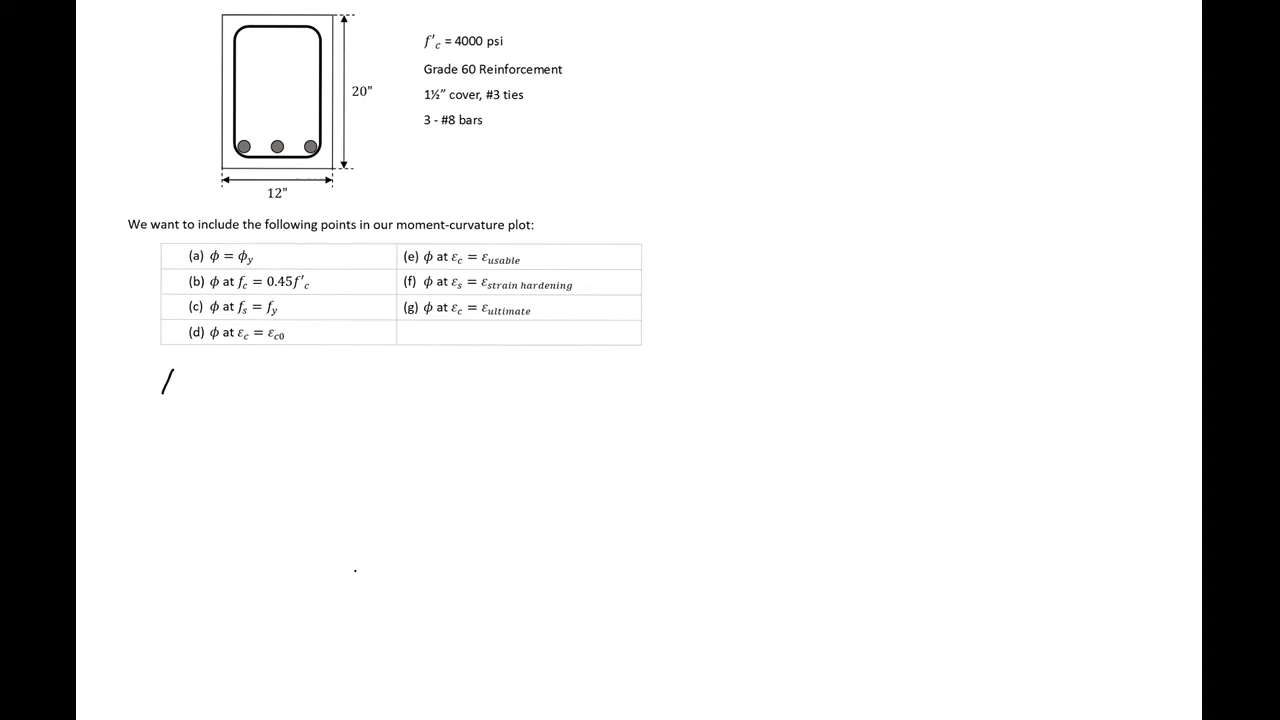 f'c = 4000 psi
Grade 60 Reinforcement
20"
1½” cover, #3 ties
3 - #8 bars
12"
We want to include the following points in our moment-curvature plot:
(a) ϕ = ϕy
(e) ϕ at εc = εusable
(b) ϕ at fc = 0.45f'c
(f) ϕ at εs = εstrain hardening
(c) ϕ at fs = fy
(g) ϕ at εc = εultimate
(d) ϕ at εc = εc0